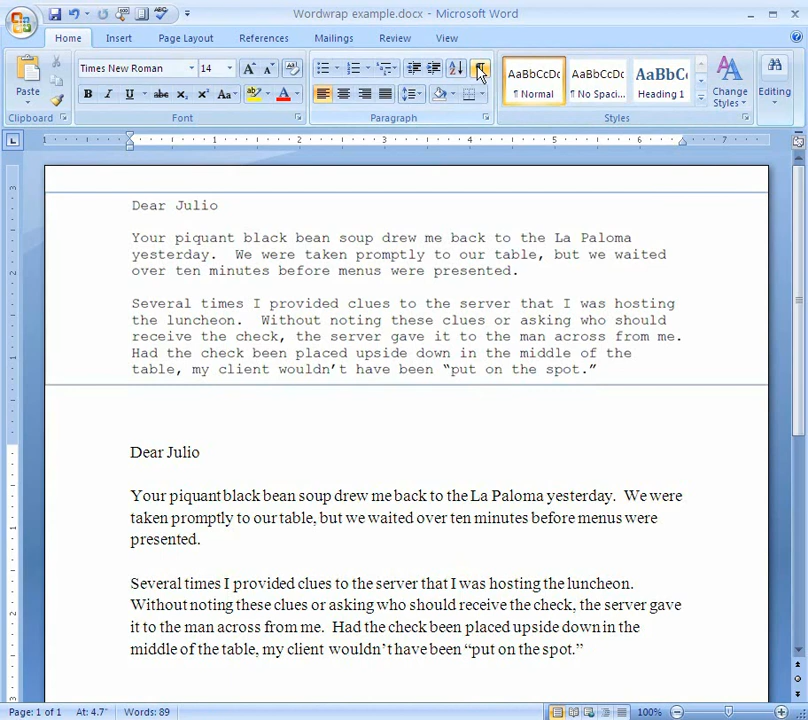 Wordwrap example.docx - Microsoft Word
Home Insert Page Layout References Mailings Review View
Times New Roman 14
AaBbCcDc AaBbCcDc AaBbCc
Paste ¶ Normal ¶ No Spaci... Heading 1 Change Styles Editing
Clipboard Font Paragraph Styles
Dear Julio
Your piquant black bean soup drew me back to the La Paloma
yesterday.  We were taken promptly to our table, but we waited
over ten minutes before menus were presented.
Several times I provided clues to the server that I was hosting
the luncheon.  Without noting these clues or asking who should
receive the check, the server gave it to the man across from me.
Had the check been placed upside down in the middle of the
table, my client wouldn’t have been “put on the spot.”
Dear Julio
Your piquant black bean soup drew me back to the La Paloma yesterday.  We were
taken promptly to our table, but we waited over ten minutes before menus were
presented.
Several times I provided clues to the server that I was hosting the luncheon.
Without noting these clues or asking who should receive the check, the server gave
it to the man across from me.  Had the check been placed upside down in the
middle of the table, my client wouldn’t have been “put on the spot.”
Page: 1 of 1 At: 4.7" Words: 89 100%